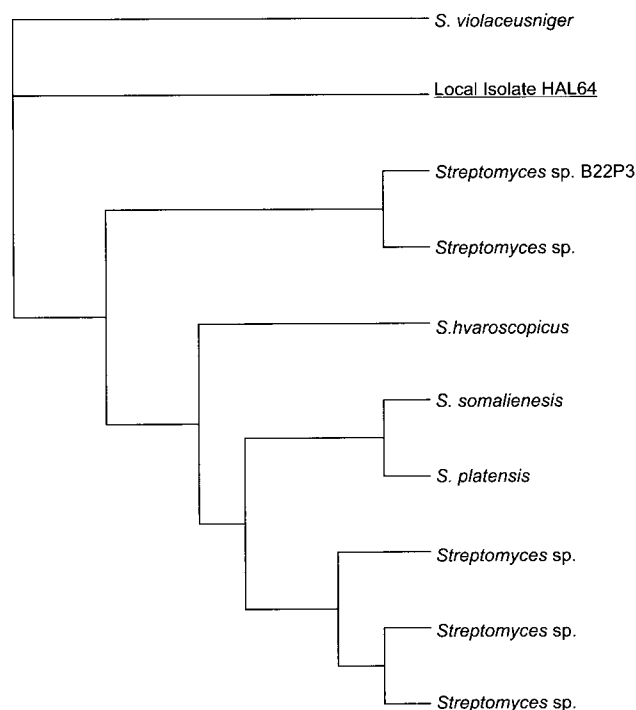 S. violaceusniger
Local Isolate HAL64
Streptomyces sp. B22P3
Streptomyces sp.
S.hvaroscopicus
S. somalienesis
S. platensis
Streptomyces sp.
Streptomyces sp.
Streptomyces sp.